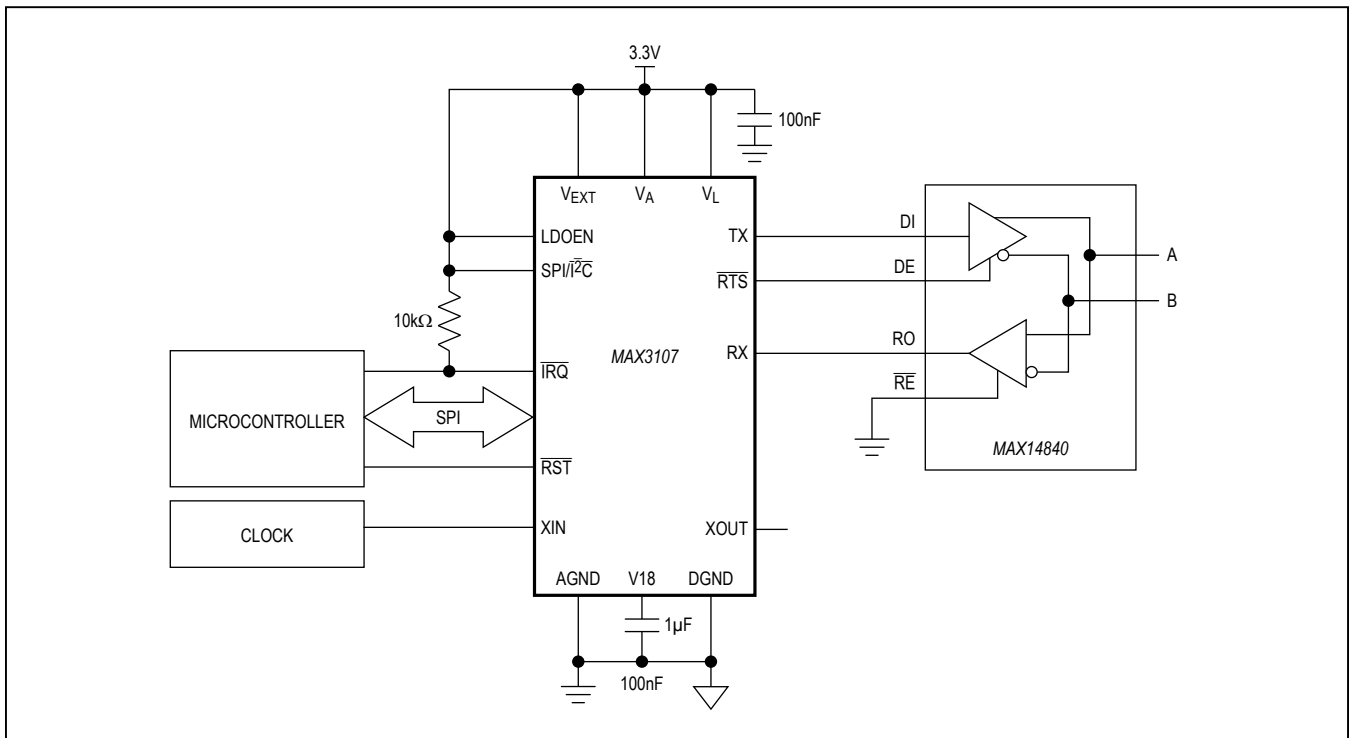 3.3V
100nF
VEXT
VA
VL
LDOEN
TX
DI
SPI/I2C
DE
A
RTS
B
10kΩ
MAX3107
RX
RO
IRQ
RE
MICROCONTROLLER
SPI
MAX14840
RST
CLOCK
XIN
XOUT
AGND
V18
DGND
1µF
100nF